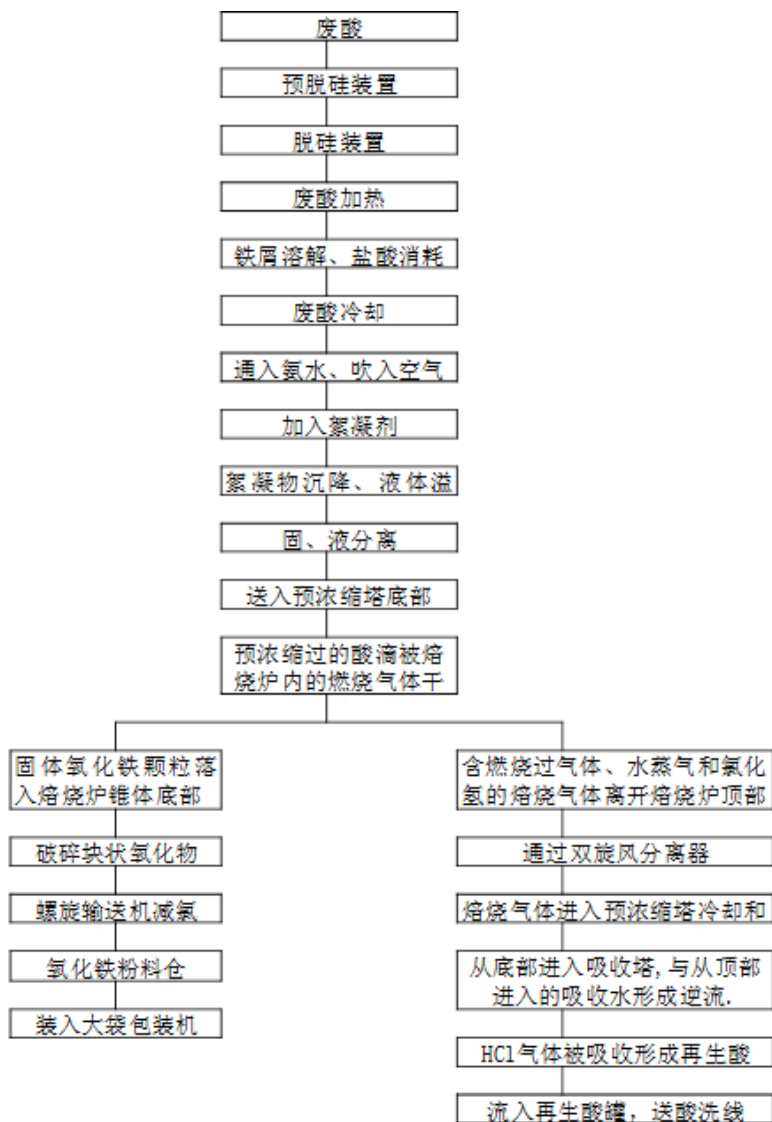 废酸
预脱硅装置
脱硅装置
废酸加热
铁屑溶解、盐酸消耗
废酸冷却
通入氨水、吹入空气
加入絮凝剂
絮凝物沉降、液体溢
固、液分离
送入预浓缩塔底部
预浓缩过的酸滴被焙
烧炉内的燃烧气体干
固体氧化铁颗粒落
入焙烧炉锥体底部
破碎块状氧化物
螺旋输送机减氯
氧化铁粉料仓
装入大袋包装机
含燃烧过气体、水蒸气和氯化
氢的焙烧气体离开焙烧炉顶部
通过双旋风分离器
焙烧气体进入预浓缩塔冷却和
从底部进入吸收塔,与从顶部
进入的吸收水形成逆流.
HCl气体被吸收形成再生酸
流入再生酸罐，送酸洗线